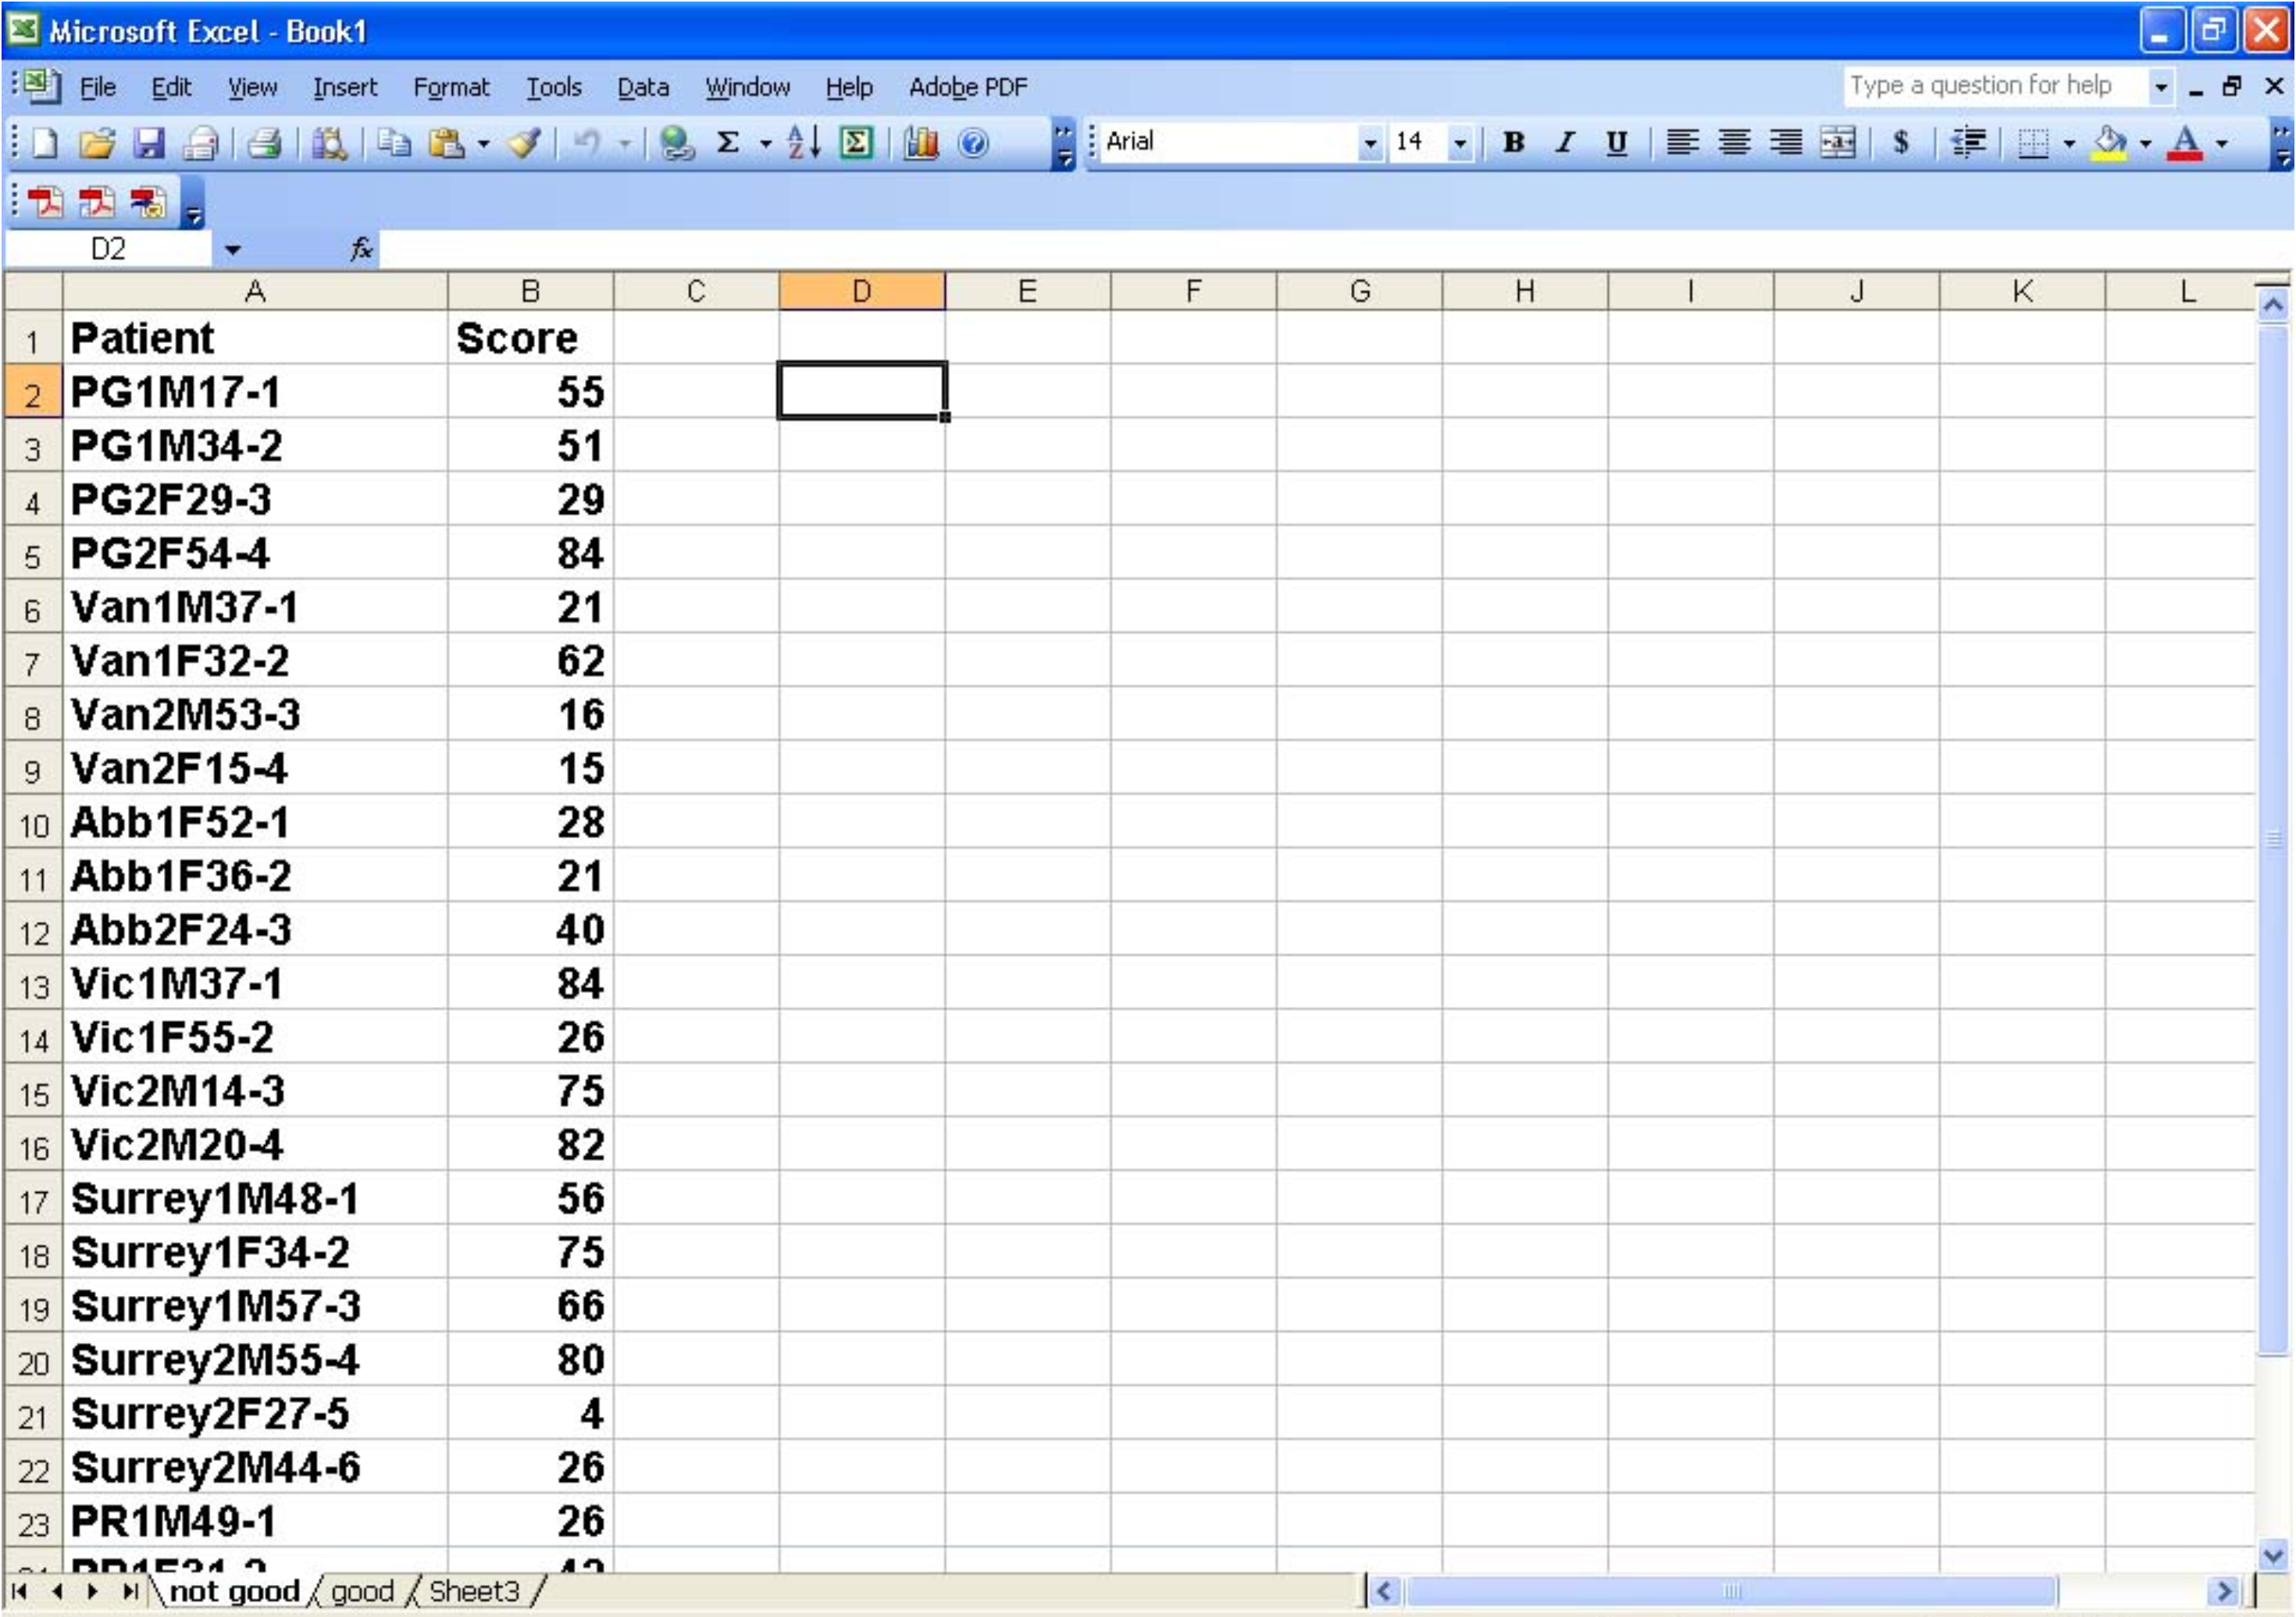 Microsoft Excel - Book1
File Edit View Insert Format Tools Data Window Help Adobe PDF Type a question for help
Arial 14 B I U $ A
D2 fx
A B C D E F G H I J K L
1 Patient Score
2 PG1M17-1 55
3 PG1M34-2 51
4 PG2F29-3 29
5 PG2F54-4 84
6 Van1M37-1 21
7 Van1F32-2 62
8 Van2M53-3 16
9 Van2F15-4 15
10 Abb1F52-1 28
11 Abb1F36-2 21
12 Abb2F24-3 40
13 Vic1M37-1 84
14 Vic1F55-2 26
15 Vic2M14-3 75
16 Vic2M20-4 82
17 Surrey1M48-1 56
18 Surrey1F34-2 75
19 Surrey1M57-3 66
20 Surrey2M55-4 80
21 Surrey2F27-5 4
22 Surrey2M44-6 26
23 PR1M49-1 26
not good good Sheet3